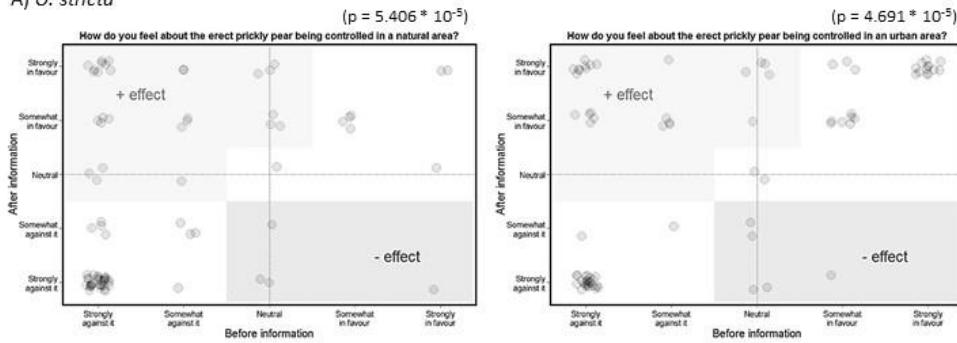 A) O. stricta
(p = 5.406 * 10-5)
How do you feel about the erect prickly pear being controlled in a natural area?
Strongly
in favour
+ effect
Somewhat
in favour
After information
Neutral
Somewhat
against it
- effect
Strongly
against it
Strongly
against it
Somewhat
against it
Neutral
Somewhat
in favour
Strongly
in favour
Before information
(p = 4.691 * 10-5)
How do you feel about the erect prickly pear being controlled in an urban area?
Strongly
in favour
+ effect
Somewhat
in favour
After information
Neutral
Somewhat
against it
- effect
Strongly
against it
Strongly
against it
Somewhat
against it
Neutral
Somewhat
in favour
Strongly
in favour
Before information